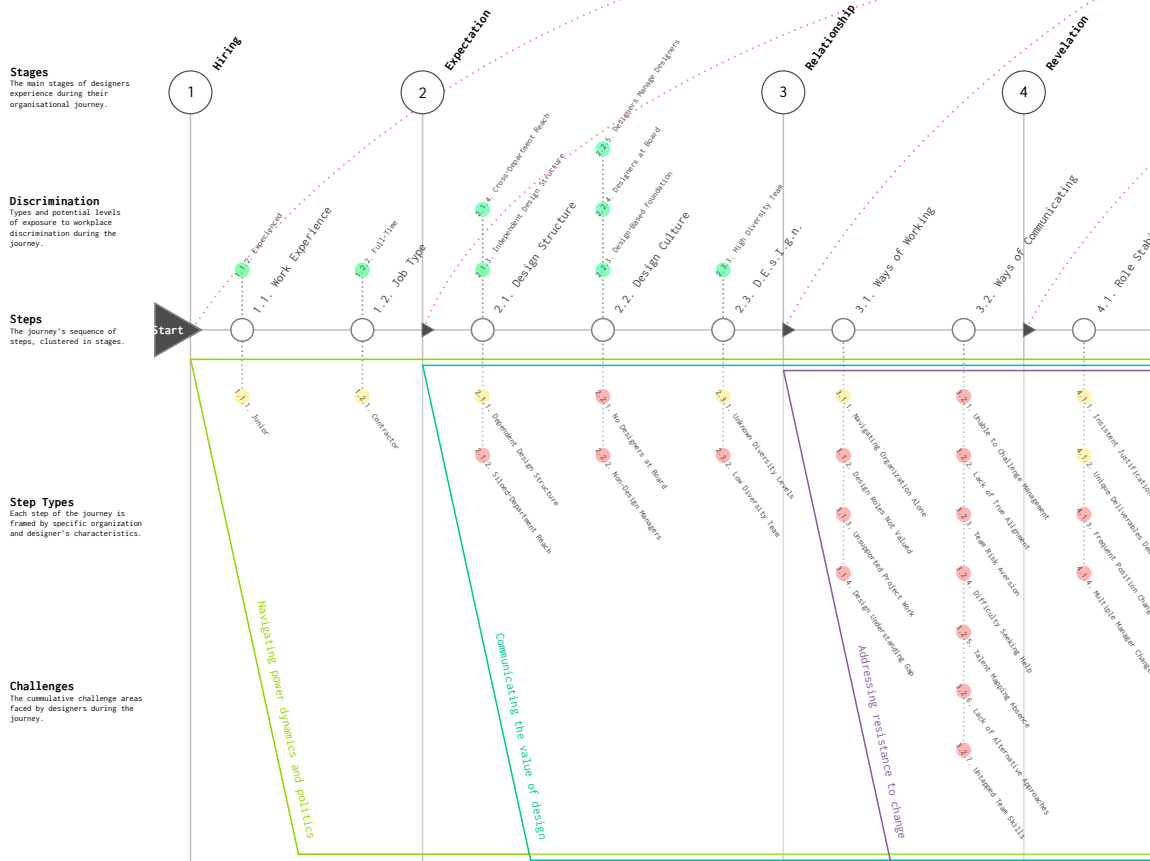 Hiring
Expectation
Relationship
Revelation
Stages
The main stages of designers
experience during their
organisational journey.
1
2
3
4
Discrimination
Types and potential levels
of exposure to workplace
discrimination during the
journey.
1.1.2. Experienced
1.1. Work Experience
1.2.2. Full-Time
1.2. Job Type
2.1.4. Cross-Department Reach
2.1.3. Independent Design Structure
2.1. Design Structure
2.2.5. Designers Manage Designers
2.2.4. Designers at Board
2.2.3. Design-Based Foundation
2.2. Design Culture
2.3.3. High Diversity Team
2.3. D.E.s.I.g.n.
3.1. Ways of Working
3.2. Ways of Communicating
4.1. Role
Steps
The journey's sequence of
steps, clustered in stages.
Start
1.1.1. Junior
1.2.1. Contractor
2.1.1. Dependent Design Structure
2.1.2. Siloed-Department Reach
2.2.1. No Designers at Board
2.2.2. Non-Design Managers
2.3.1. Unknown Diversity Levels
2.3.2. Low Diversity Team
3.1.1. Navigating Organization Alone
3.1.2. Design Roles Not Valued
3.1.3. Unsupported Project Work
3.1.4. Design Understanding Gap
3.2.1. Unable to Challenge Management
3.2.2. Lack of True Alignment
3.2.3. Team Risk Aversion
3.2.4. Difficulty Seeking Help
3.2.5. Talent Mapping Absence
3.2.6. Lack of Alternative Approaches
3.2.7. Untapped Team Skills
4.1.1. Insistent Justification
4.1.2. Unique Deliverables
4.1.3. Frequent Position
4.1.4. Multiple Manager
Step Types
Each step of the journey is
framed by specific organization
and designer's characteristics.
Challenges
The cummulative challenge areas
faced by designers during the
journey.
Navigating power dynamics and politics
Communicating the value of design
Addressing resistance to change